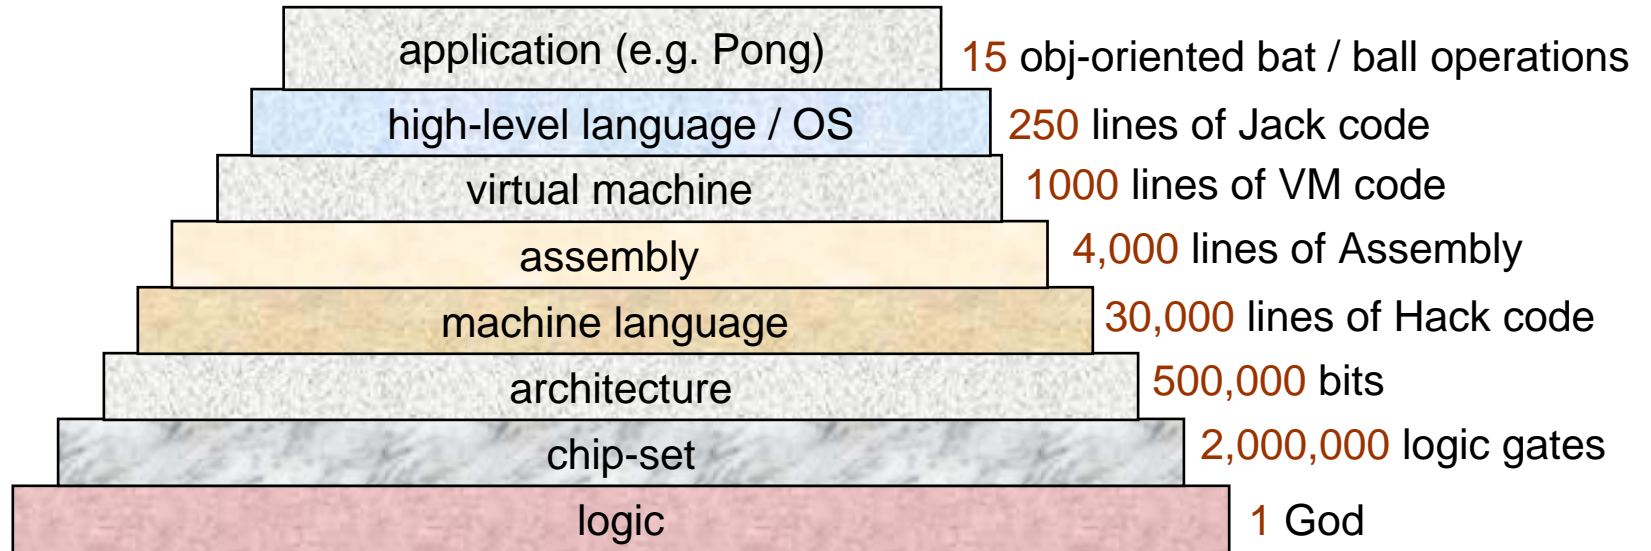 application (e.g. Pong) 15 obj-oriented bat / ball operations
high-level language / OS 250 lines of Jack code
virtual machine 1000 lines of VM code
assembly 4,000 lines of Assembly
machine language 30,000 lines of Hack code
architecture 500,000 bits
chip-set 2,000,000 logic gates
logic 1 God